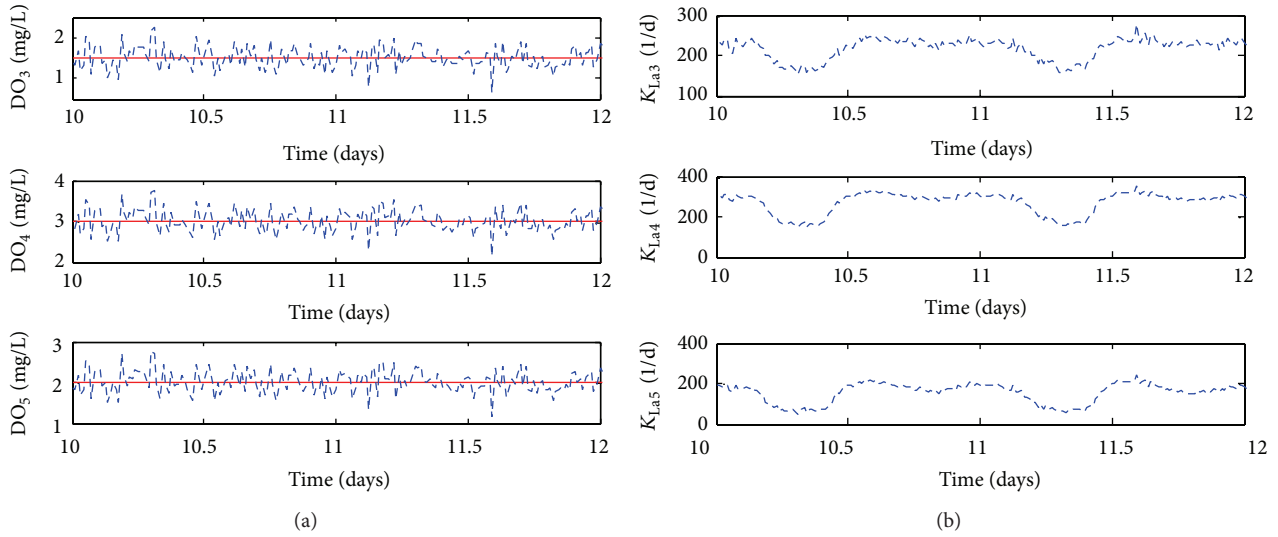 DO3 (mg/L)
2
1
10 10.5 11 11.5 12
Time (days)
DO4 (mg/L)
4
3
2
10 10.5 11 11.5 12
Time (days)
DO5 (mg/L)
3
2
1
10 10.5 11 11.5 12
Time (days)
(a)
KLa3 (1/d)
300
200
100
10 10.5 11 11.5 12
Time (days)
KLa4 (1/d)
400
200
0
10 10.5 11 11.5 12
Time (days)
KLa5 (1/d)
400
200
0
10 10.5 11 11.5 12
Time (days)
(b)